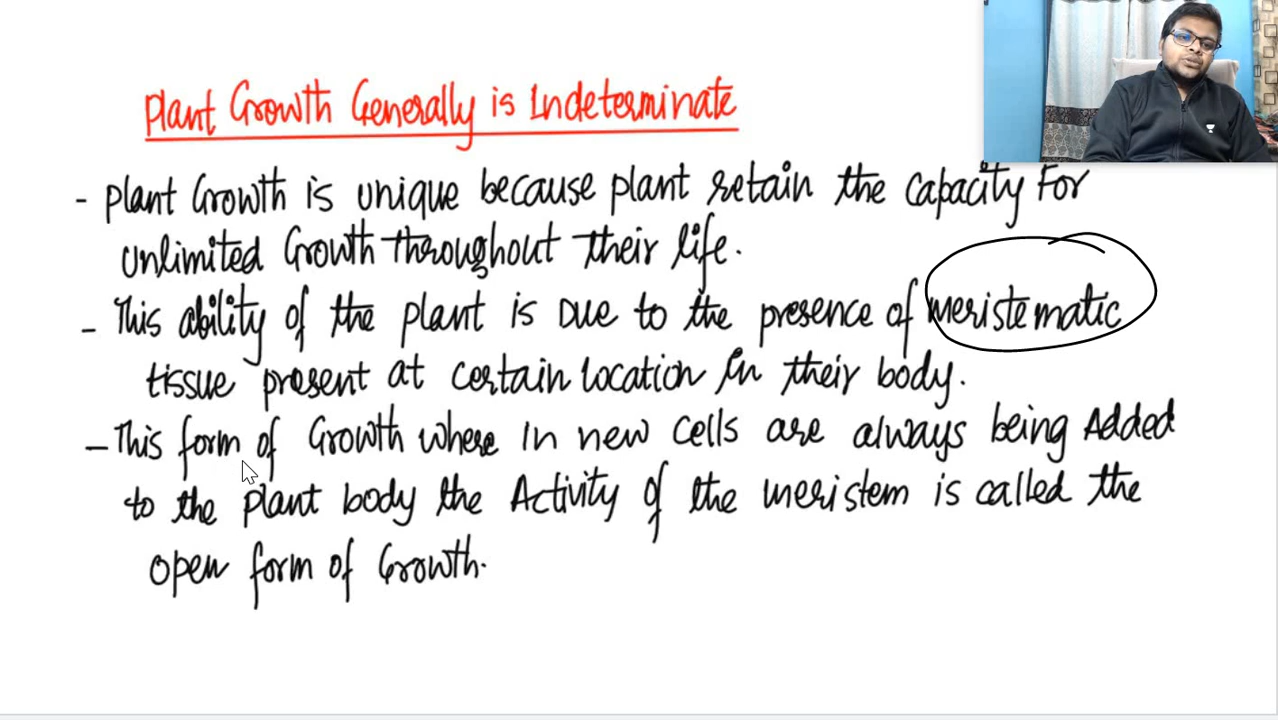 Plant Growth Generally is Indeterminate
- Plant Growth is unique because plant retain the capacity For
unlimited Growth throughout their life.
- This ability of the plant is Due to the presence of meristematic
tissue present at certain location in their body.
- This form of Growth where in new cells are always being Added
to the plant body the Activity of the meristem is called the
open form of Growth.